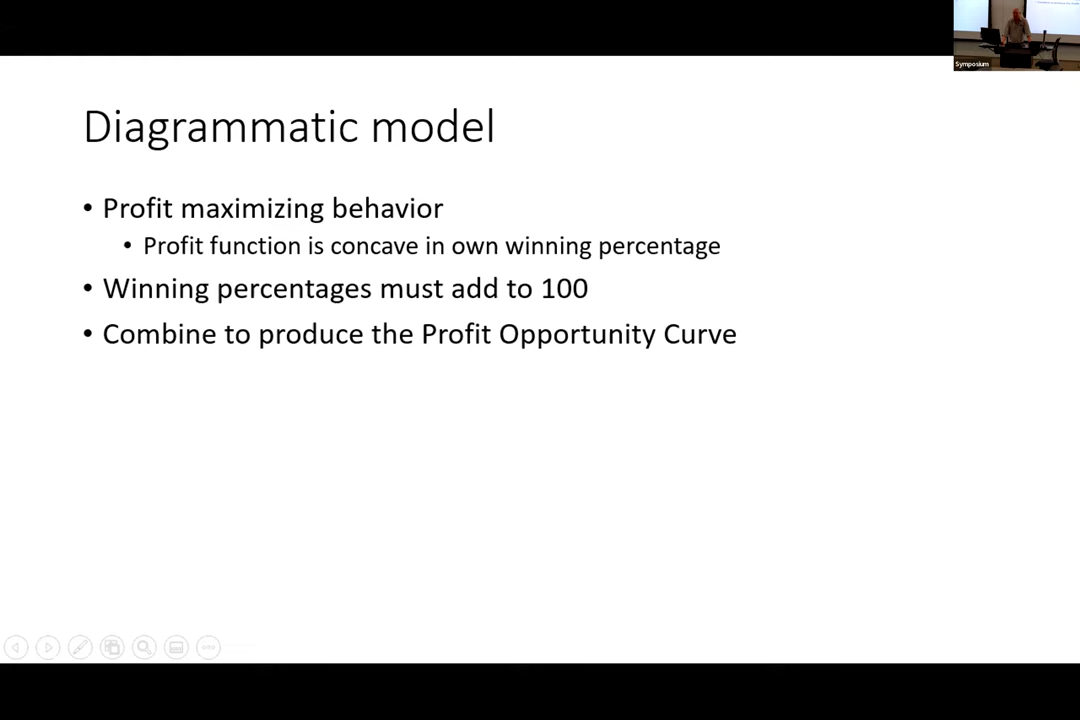 Symposium
Diagrammatic model
• Profit maximizing behavior
• Profit function is concave in own winning percentage
• Winning percentages must add to 100
• Combine to produce the Profit Opportunity Curve